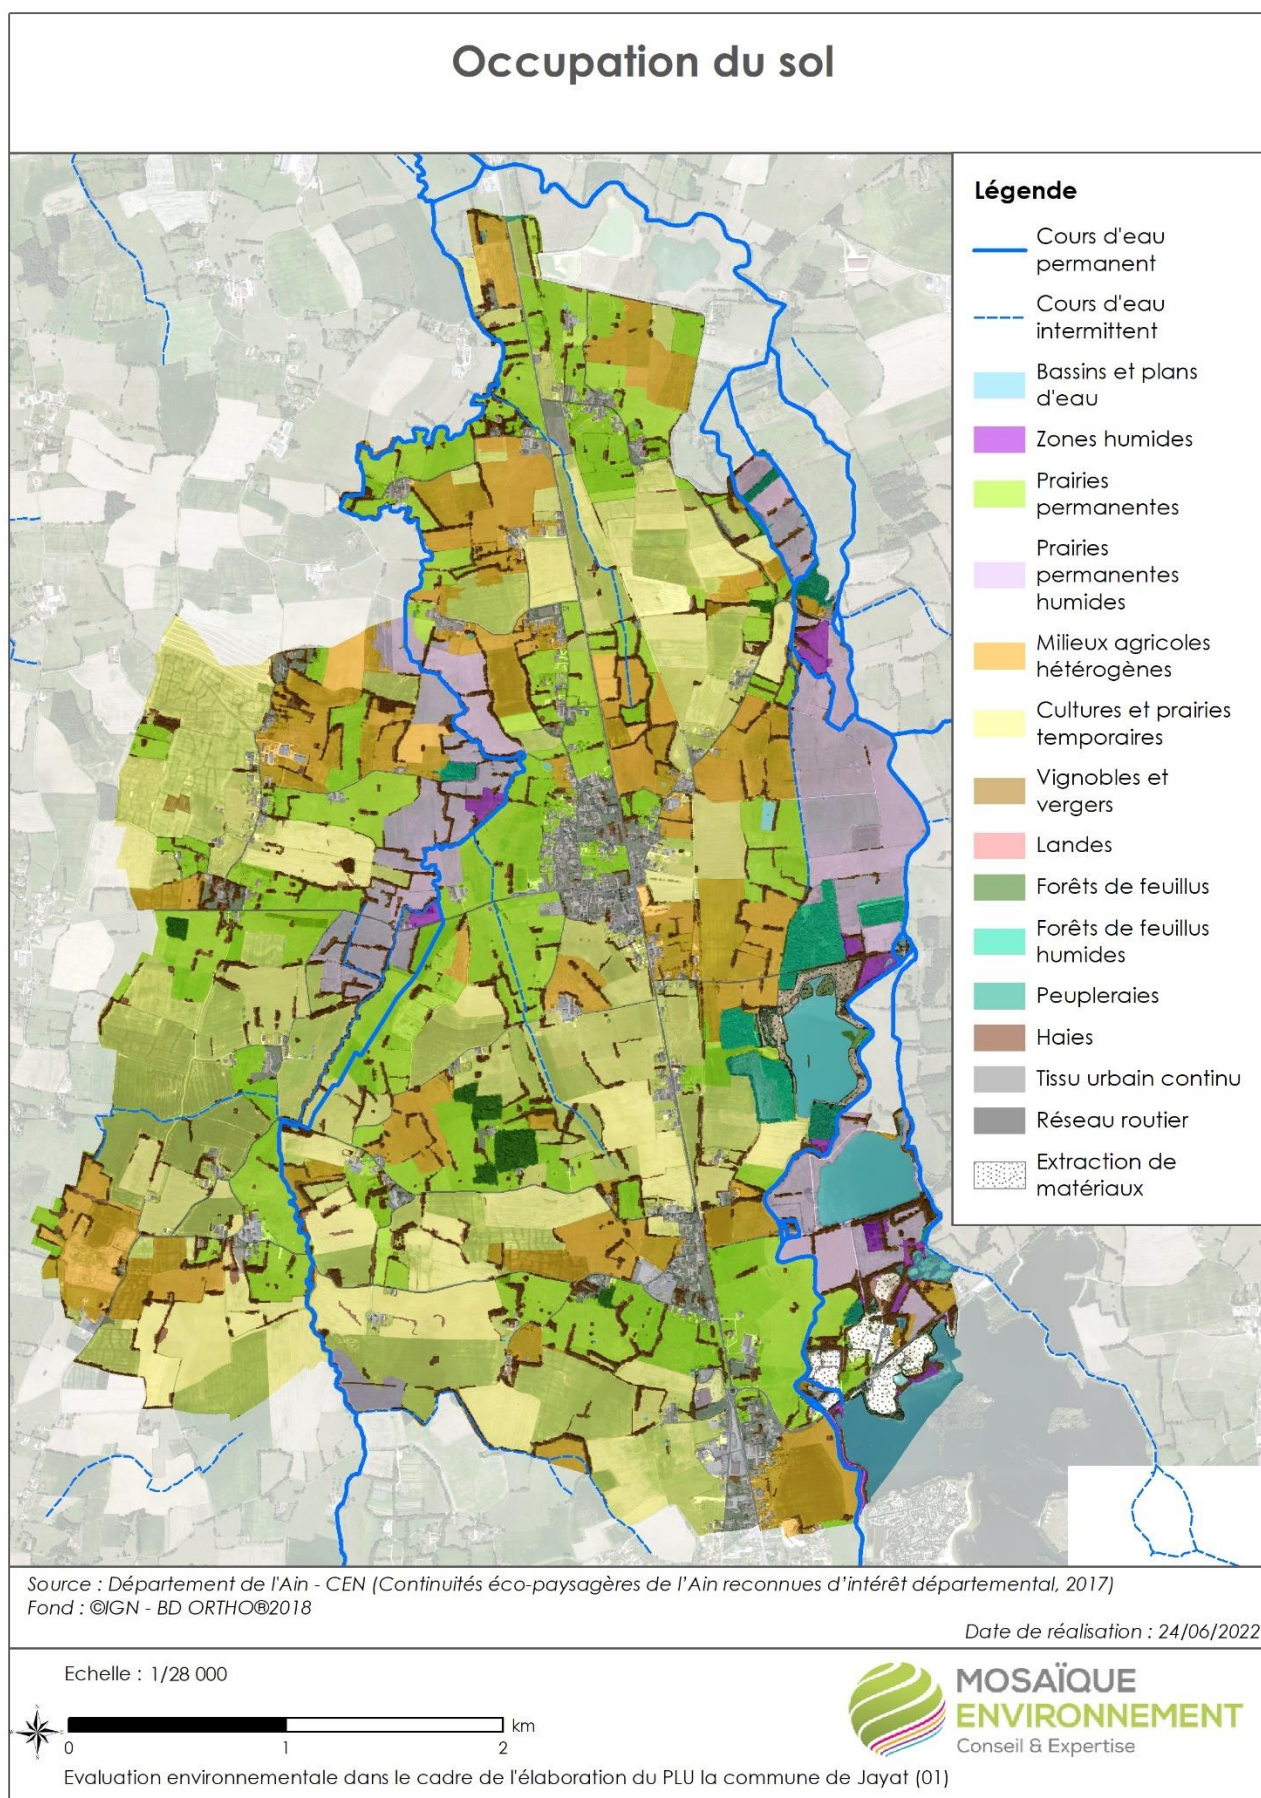 Occupation du sol
Légende
Cours d'eau
permanent
Cours d'eau
intermittent
Bassins et plans
d'eau
Zones humides
Prairies
permanentes
Prairies
permanentes
humides
Milieux agricoles
hétérogènes
Cultures et prairies
temporaires
Vignobles et
vergers
Landes
Forêts de feuillus
Forêts de feuillus
humides
Peupleraies
Haies
Tissu urbain continu
Réseau routier
Extraction de
matériaux
Source : Département de l'Ain - CEN (Continuités éco-paysagères de l'Ain reconnues d'intérêt départemental, 2017)
Fond : ©IGN - BD ORTHO®2018
Date de réalisation : 24/06/2022
Echelle : 1/28 000
N
W E
S
km
0 1 2
MOSAÏQUE
ENVIRONNEMENT
Conseil & Expertise
Evaluation environnementale dans le cadre de l'élaboration du PLU la commune de Jayat (01)